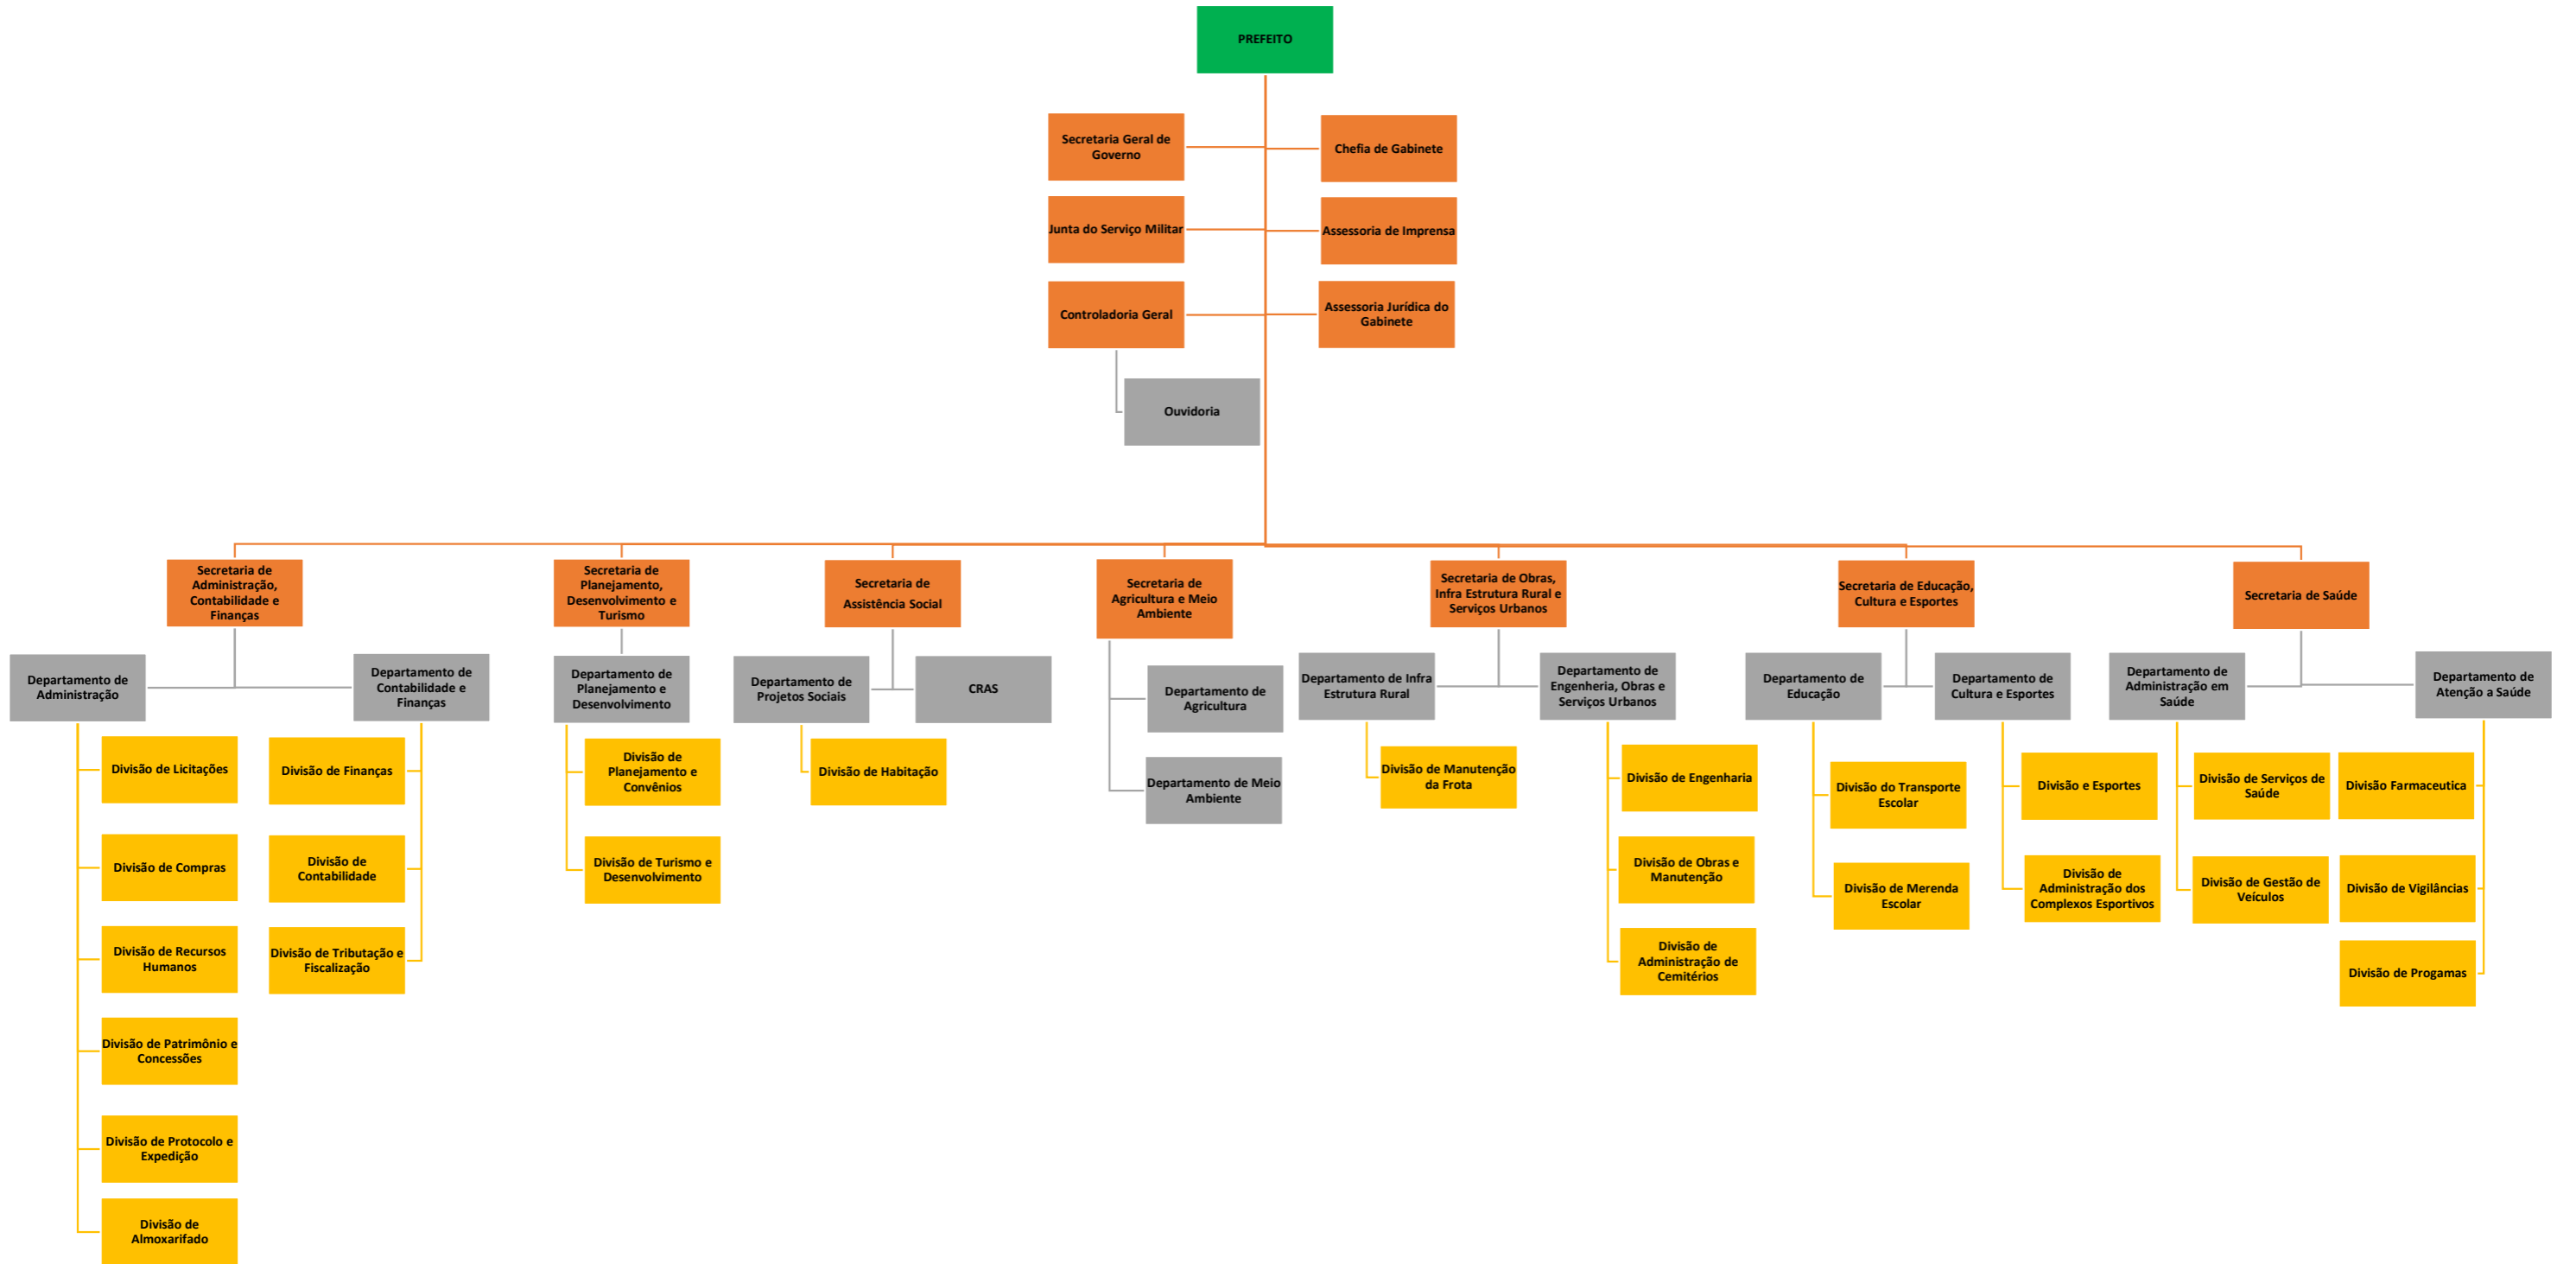 PREFEITO
Secretaria Geral de
Governo
Chefia de Gabinete
Junta do Serviço Militar
Assessoria de Imprensa
Controladoria Geral
Assessoria Jurídica do
Gabinete
Ouvidoria
Secretaria de
Administração,
Contabilidade e
Finanças
Secretaria de
Planejamento,
Desenvolvimento e
Turismo
Secretaria de
Assistência Social
Secretaria de
Agricultura e Meio
Ambiente
Secretaria de Obras,
Infra Estrutura Rural e
Serviços Urbanos
Secretaria de Educação,
Cultura e Esportes
Secretaria de Saúde
Departamento de
Administração
Departamento de
Contabilidade e
Finanças
Departamento de
Planejamento e
Desenvolvimento
Departamento de
Projetos Sociais
CRAS
Departamento de
Agricultura
Departamento de Meio
Ambiente
Departamento de Infra
Estrutura Rural
Departamento de
Engenharia, Obras e
Serviços Urbanos
Departamento de
Educação
Departamento de
Cultura e Esportes
Departamento de
Administração em
Saúde
Departamento de
Atenção a Saúde
Divisão de Licitações
Divisão de Compras
Divisão de Recursos
Humanos
Divisão de Patrimônio e
Concessões
Divisão de Protocolo e
Expedição
Divisão de
Almoxarifado
Divisão de Finanças
Divisão de
Contabilidade
Divisão de Tributação e
Fiscalização
Divisão de
Planejamento e
Convênios
Divisão de Turismo e
Desenvolvimento
Divisão de Habitação
Divisão de Manutenção
da Frota
Divisão de Engenharia
Divisão de Obras e
Manutenção
Divisão de
Administração de
Cemitérios
Divisão do Transporte
Escolar
Divisão de Merenda
Escolar
Divisão e Esportes
Divisão de
Administração dos
Complexos Esportivos
Divisão de Serviços de
Saúde
Divisão de Gestão de
Veículos
Divisão Farmaceutica
Divisão de Vigilâncias
Divisão de Progamas